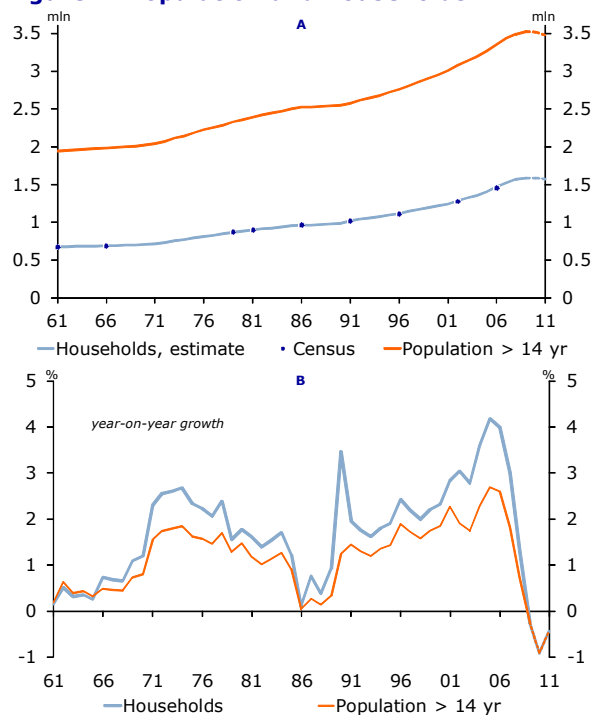 mln A mln
3.5 3.5
3 3
2.5 2.5
2 2
1.5 1.5
1 1
0.5 0.5
0 0
61 66 71 76 81 86 91 96 01 06 11
Households, estimate Census Population > 14 yr
% B %
5 5
year-on-year growth
4 4
3 3
2 2
1 1
0 0
-1 -1
61 66 71 76 81 86 91 96 01 06 11
Households Population > 14 yr